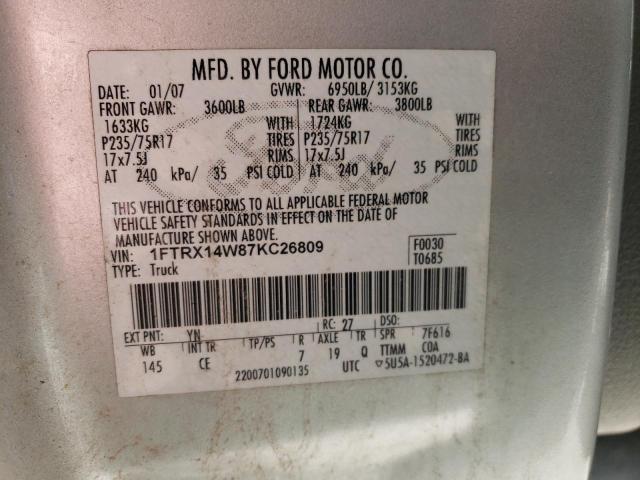 MFD. BY FORD MOTOR CO.
DATE: 01/07 GVWR: 6950LB/ 3153KG
FRONT GAWR: 3600LB REAR GAWR: 3800LB
1633KG WITH 1724KG WITH
P235/75R17 TIRES P235/75R17 TIRES
17x7.5J RIMS 17x7.5J RIMS
AT 240 kPa/ 35 PSI COLD AT 240 kPa/ 35 PSI COLD
Ford
THIS VEHICLE CONFORMS TO ALL APPLICABLE FEDERAL MOTOR
VEHICLE SAFETY STANDARDS IN EFFECT ON THE DATE OF
MANUFACTURE SHOWN ABOVE.
VIN: 1FTRX14W87KC26809 F0030
TYPE: Truck T0685
EXT PNT: YN RC: 27 DSO:
WB INT TR TP/PS R AXLE TR SPR 7F616
145 CE 7 19 Q TTMM COA
2200701090135 UTC ▽5U5A-1520472-BA